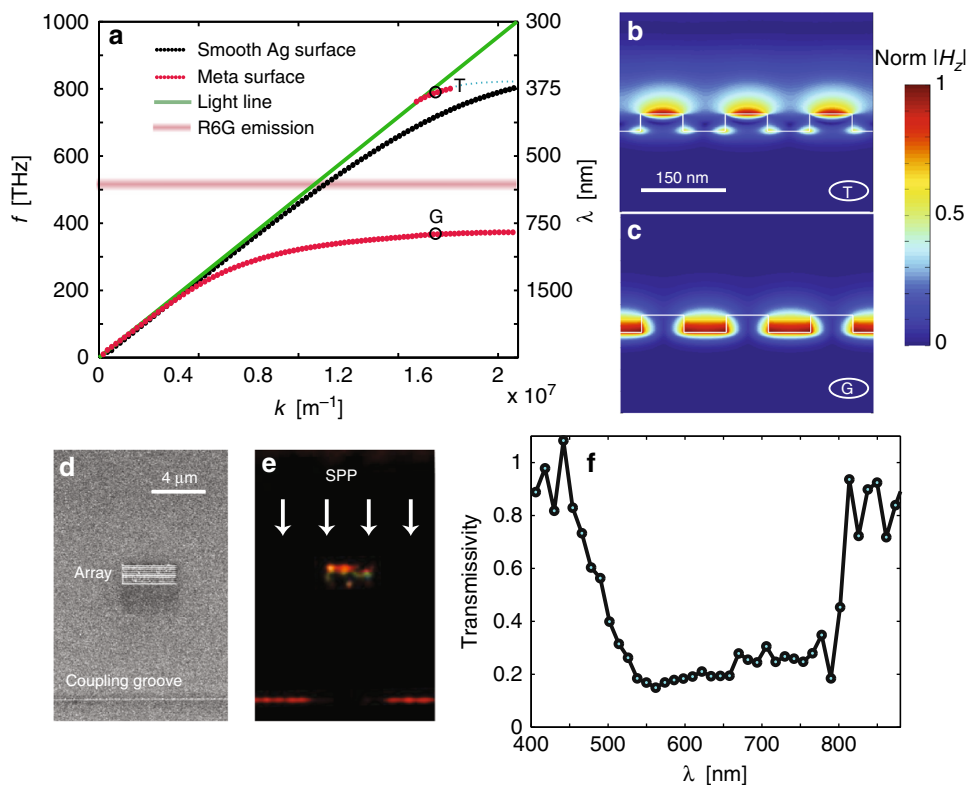 a
Smooth Ag surface
Meta surface
Light line
R6G emission
1000
800
600
400
200
0
f [THz]
0
0.4
0.8
1.2
1.6
2
x 10⁷
k [m⁻¹]
300
375
500
750
1500
λ [nm]
T
G
b
150 nm
T
c
G
Norm |Hz|
1
0.5
0
d
4 μm
Array
Coupling groove
e
SPP
f
1
0.8
0.6
0.4
0.2
0
Transmissivity
400
500
600
700
800
λ [nm]